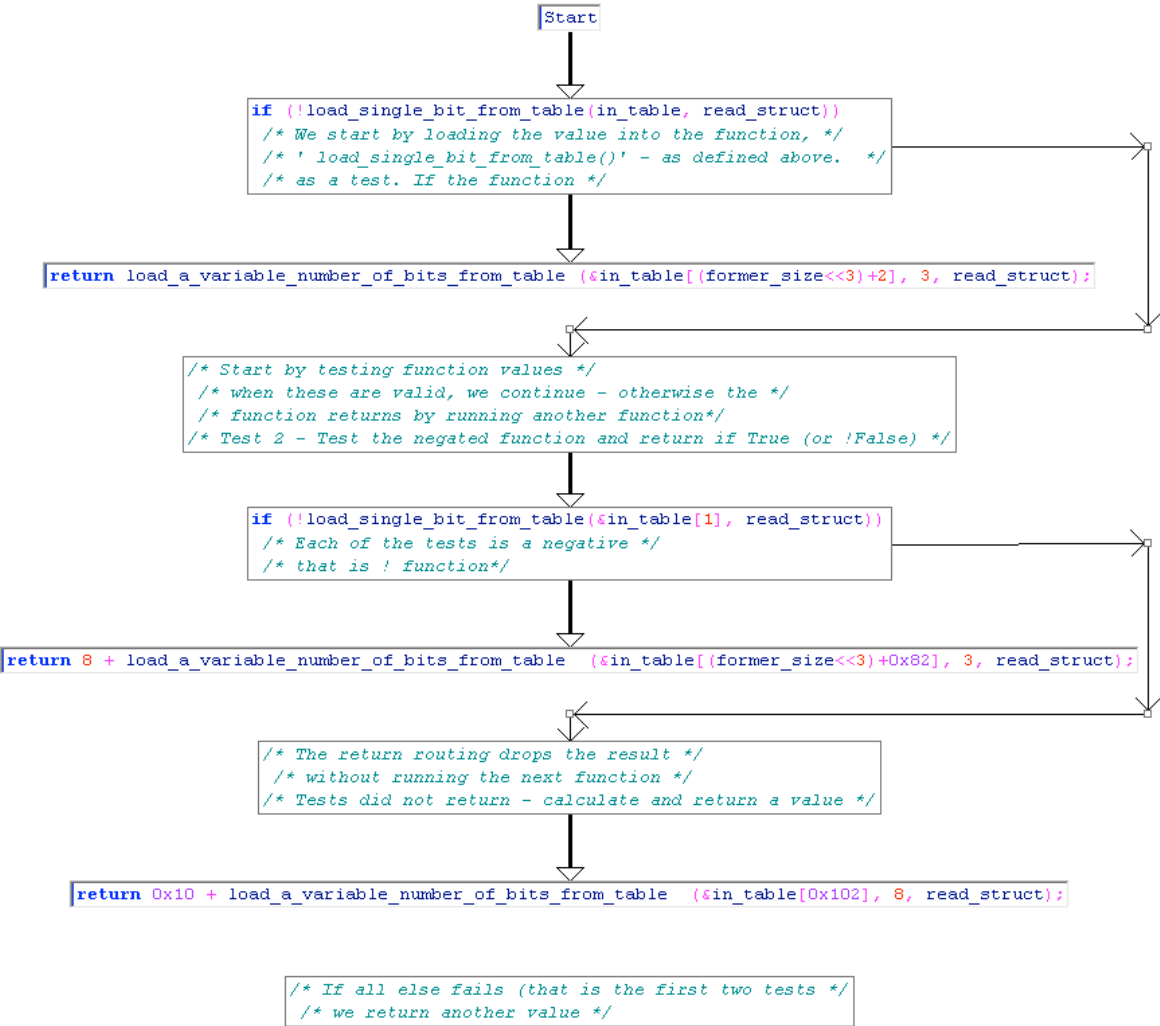 Start
if (!load_single_bit_from_table(in_table, read_struct))
/* We start by loading the value into the function, */
/* ' load_single_bit_from_table()' - as defined above.  */
/* as a test. If the function */
return load_a_variable_number_of_bits_from_table (&in_table[(former_size<<3)+2], 3, read_struct);
/* Start by testing function values */
/* when these are valid, we continue - otherwise the */
/* function returns by running another function*/
/* Test 2 - Test the negated function and return if True (or !False) */
if (!load_single_bit_from_table(&in_table[1], read_struct))
/* Each of the tests is a negative */
/* that is ! function*/
return 8 + load_a_variable_number_of_bits_from_table  (&in_table[(former_size<<3)+0x82], 3, read_struct);
/* The return routing drops the result */
/* without running the next function */
/* Tests did not return - calculate and return a value */
return 0x10 + load_a_variable_number_of_bits_from_table  (&in_table[0x102], 8, read_struct);
/* If all else fails (that is the first two tests */
/* we return another value */